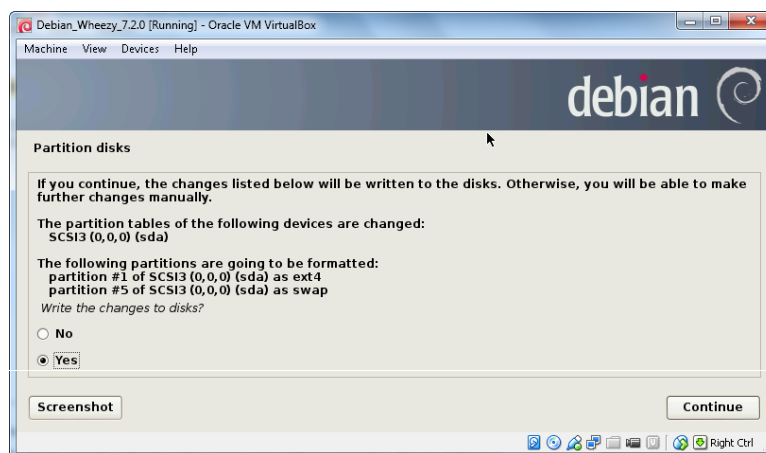 Debian_Wheezy_7.2.0 [Running] - Oracle VM VirtualBox
Machine View Devices Help
debian
Partition disks
If you continue, the changes listed below will be written to the disks. Otherwise, you will be able to make
further changes manually.
The partition tables of the following devices are changed:
SCSI3 (0,0,0) (sda)
The following partitions are going to be formatted:
partition #1 of SCSI3 (0,0,0) (sda) as ext4
partition #5 of SCSI3 (0,0,0) (sda) as swap
Write the changes to disks?
No
Yes
Screenshot Continue
Right Ctrl